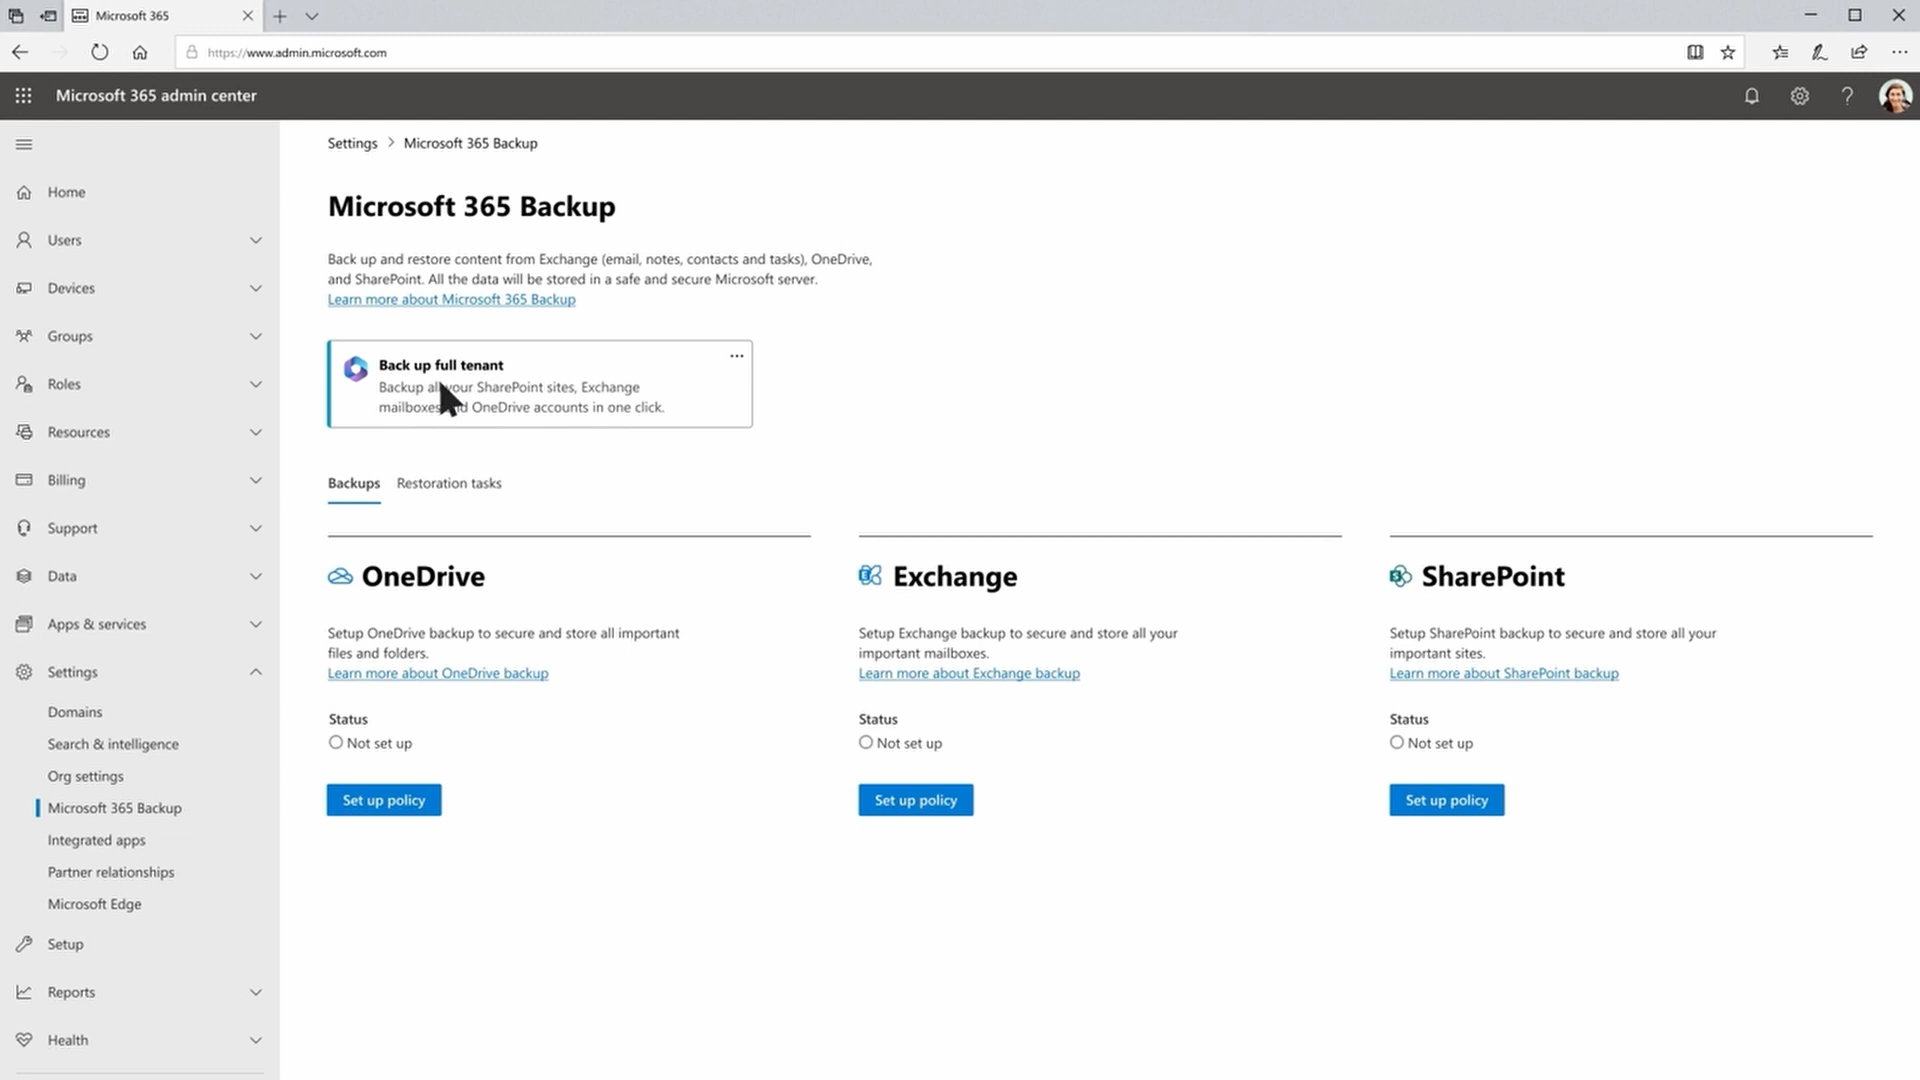 Microsoft 365
https://www.admin.microsoft.com
Microsoft 365 admin center
Home
Users
Devices
Groups
Roles
Resources
Billing
Support
Data
Apps & services
Settings
Domains
Search & intelligence
Org settings
Microsoft 365 Backup
Integrated apps
Partner relationships
Microsoft Edge
Setup
Reports
Health
Settings > Microsoft 365 Backup
Microsoft 365 Backup
Back up and restore content from Exchange (email, notes, contacts and tasks), OneDrive,
and SharePoint. All the data will be stored in a safe and secure Microsoft server.
Learn more about Microsoft 365 Backup
Back up full tenant
Backup all your SharePoint sites, Exchange
mailboxes and OneDrive accounts in one click.
Backups Restoration tasks
OneDrive
Setup OneDrive backup to secure and store all important
files and folders.
Learn more about OneDrive backup
Status
Not set up
Set up policy
Exchange
Setup Exchange backup to secure and store all your
important mailboxes.
Learn more about Exchange backup
Status
Not set up
Set up policy
SharePoint
Setup SharePoint backup to secure and store all your
important sites.
Learn more about SharePoint backup
Status
Not set up
Set up policy